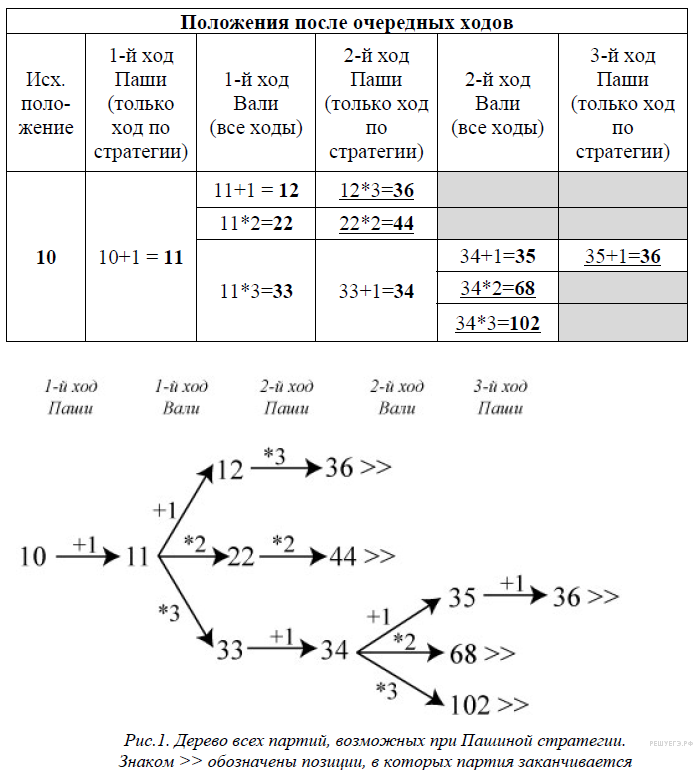 Положения после очередных ходов
Исх.
поло-
жение
1-й ход
Паши
(только
ход по
стратегии)
1-й ход
Вали
(все ходы)
2-й ход
Паши
(только ход
по
стратегии)
2-й ход
Вали
(все ходы)
3-й ход
Паши
(только ход
по
стратегии)
10
10+1 = 11
11+1 = 12
12*3=36
11*2=22
22*2=44
11*3=33
33+1=34
34+1=35
35+1=36
34*2=68
34*3=102
1-й ход
Паши
1-й ход
Вали
2-й ход
Паши
2-й ход
Вали
3-й ход
Паши
12 *3 36 >>
+1
10 +1 11 *2 22 *2 44 >>
*3
33 +1 34
+1
35 +1 36 >>
*2
68 >>
*3
102 >>
Рис.1. Дерево всех партий, возможных при Пашиной стратегии.
Знаком >> обозначены позиции, в которых партия заканчивается
РЕШУЕГЭ.РФ